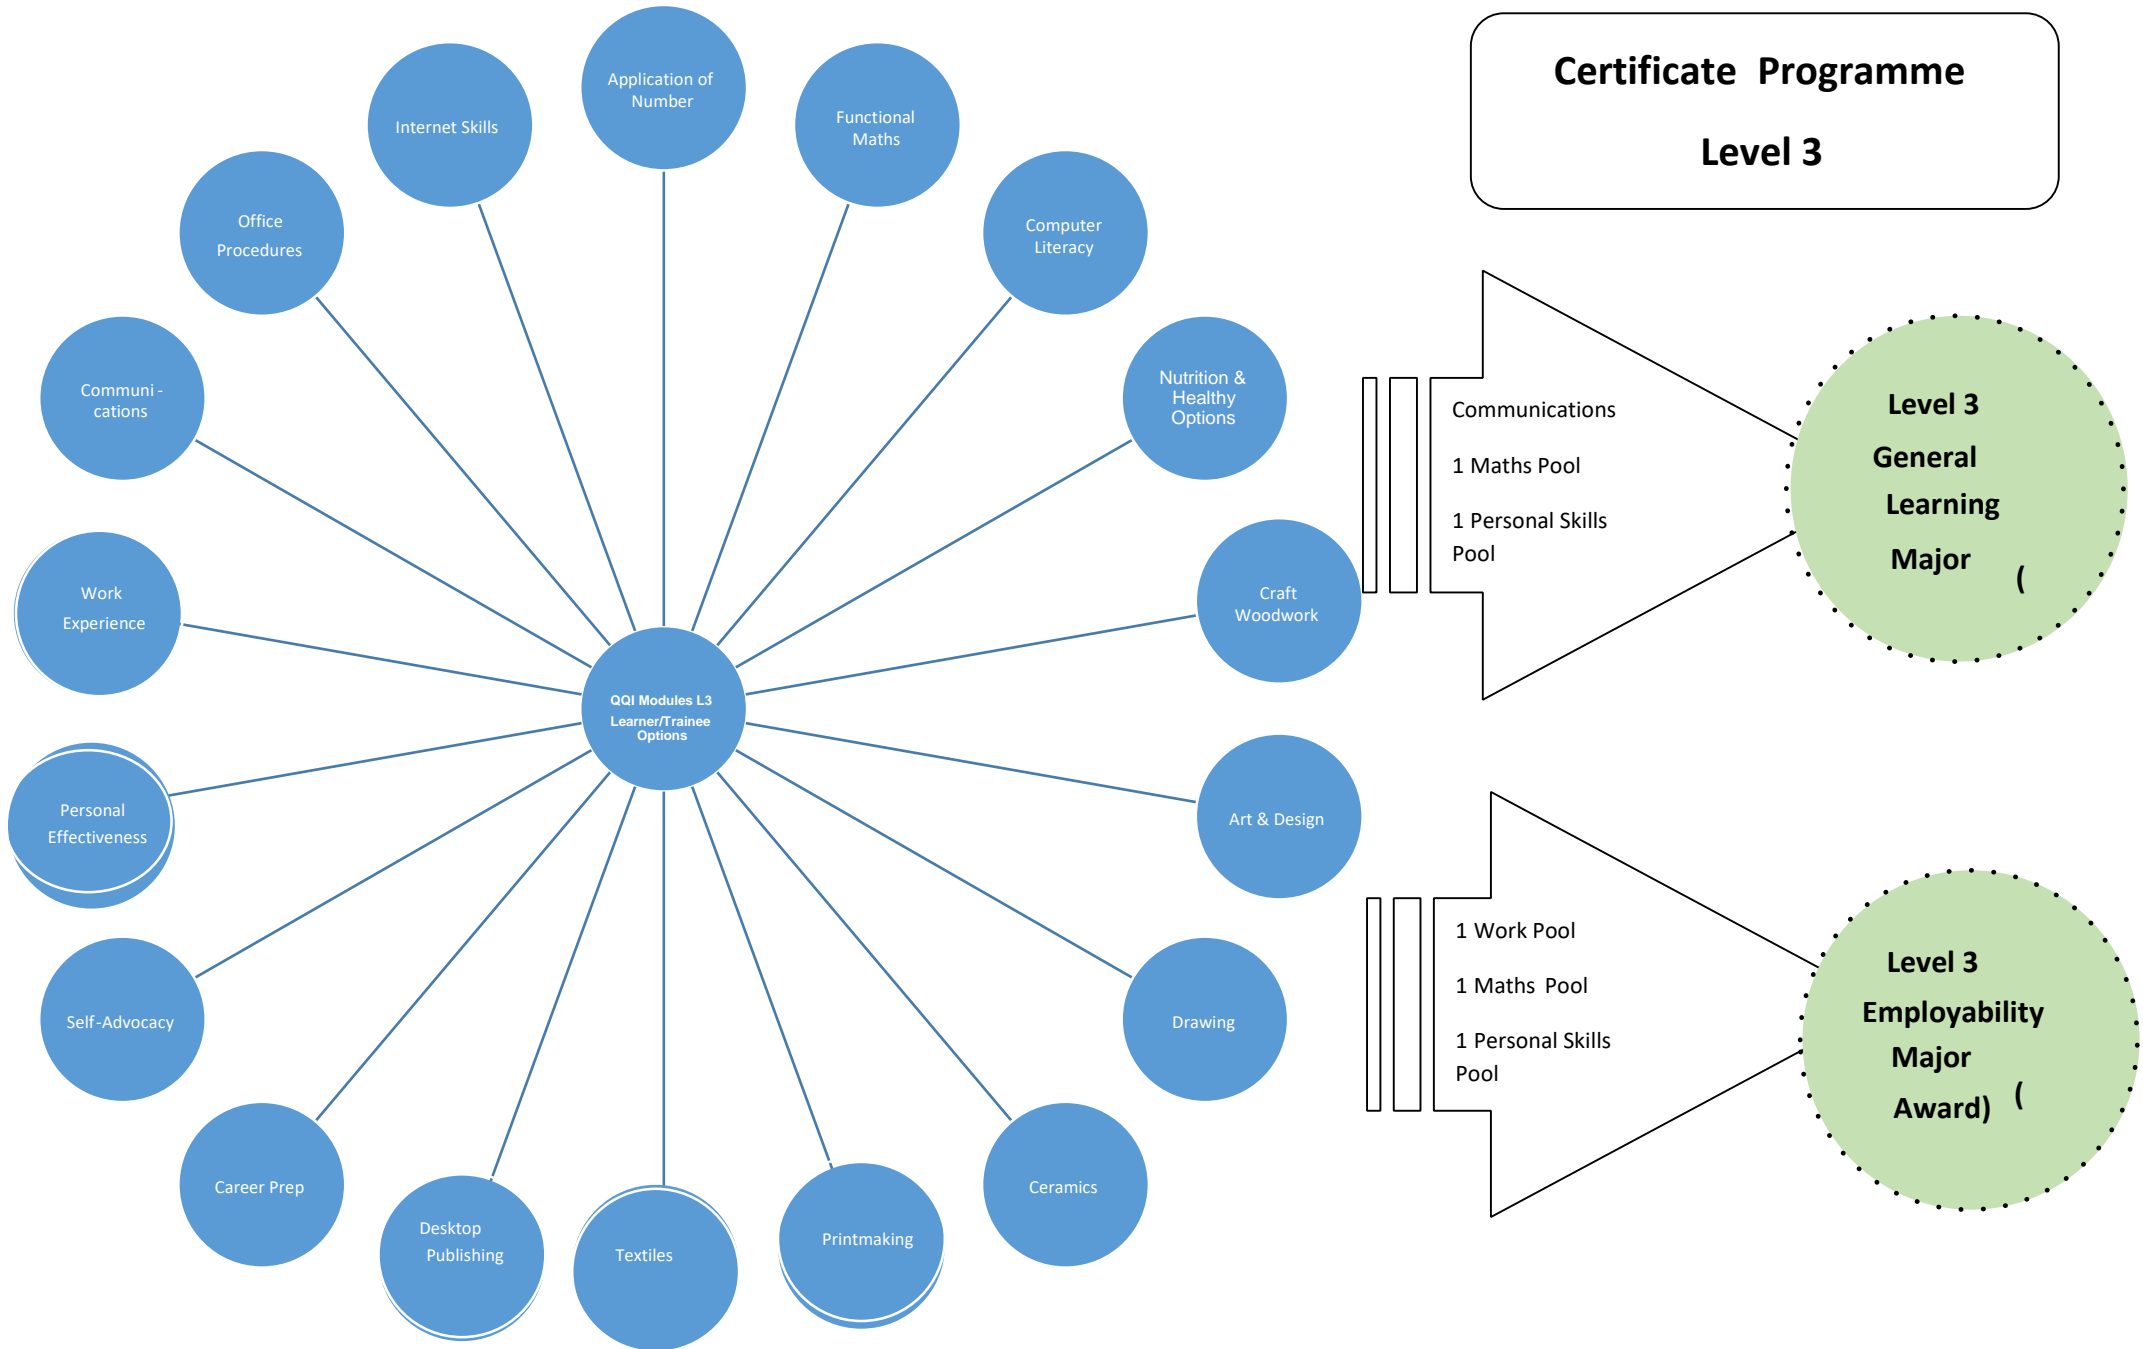 Certificate Programme
Level 3
Application of
Number
Functional
Maths
Computer
Literacy
Nutrition &
Healthy
Options
Craft
Woodwork
Art & Design
Drawing
Ceramics
Printmaking
Textiles
Desktop
Publishing
Career Prep
Self-Advocacy
Personal
Effectiveness
Work
Experience
Communi-
cations
Office
Procedures
Internet Skills
QQI Modules L3
Learner/Trainee
Options
Communications
1 Maths Pool
1 Personal Skills
Pool
Level 3
General
Learning
Major (
1 Work Pool
1 Maths Pool
1 Personal Skills
Pool
Level 3
Employability
Major
Award) (